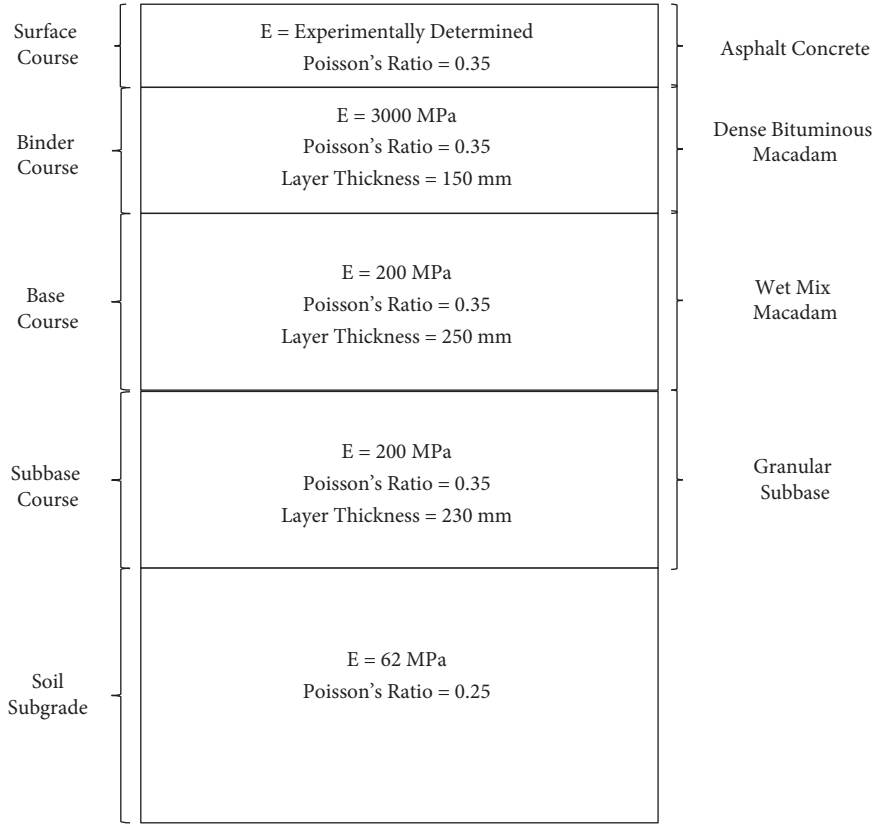 Surface
Course
E = Experimentally Determined
Poisson's Ratio = 0.35
Asphalt Concrete
Binder
Course
E = 3000 MPa
Poisson's Ratio = 0.35
Layer Thickness = 150 mm
Dense Bituminous
Macadam
Base
Course
E = 200 MPa
Poisson's Ratio = 0.35
Layer Thickness = 250 mm
Wet Mix
Macadam
Subbase
Course
E = 200 MPa
Poisson's Ratio = 0.35
Layer Thickness = 230 mm
Granular
Subbase
Soil
Subgrade
E = 62 MPa
Poisson's Ratio = 0.25